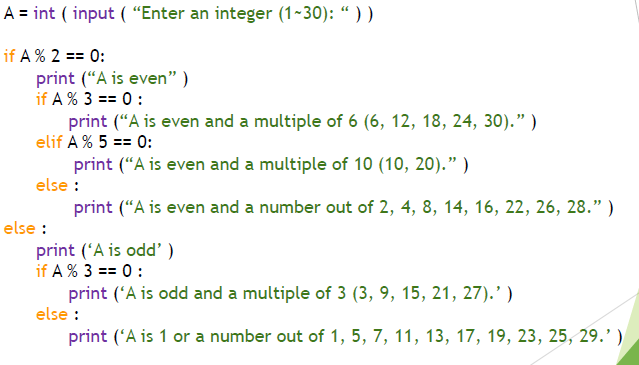 A = int ( input ( “Enter an integer (1~30): “ ) )
if A % 2 == 0:
print (“A is even” )
if A % 3 == 0 :
print (“A is even and a multiple of 6 (6, 12, 18, 24, 30).” )
elif A % 5 == 0:
print (“A is even and a multiple of 10 (10, 20).” )
else :
print (“A is even and a number out of 2, 4, 8, 14, 16, 22, 26, 28.” )
else :
print (‘A is odd’ )
if A % 3 == 0 :
print (‘A is odd and a multiple of 3 (3, 9, 15, 21, 27).’ )
else :
print (‘A is 1 or a number out of 1, 5, 7, 11, 13, 17, 19, 23, 25, 29.’ )